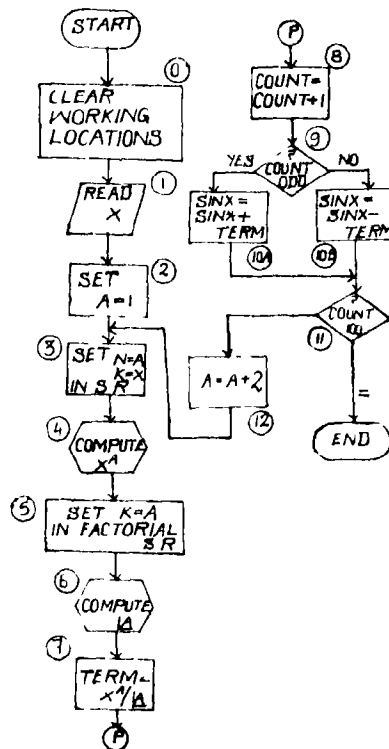 START
0
CLEAR
WORKING
LOCATIONS
1
READ
X
2
SET
A=1
3
SET N=A
K=X
IN SR
4
COMPUTE
X^A
5
SET K=A
IN FACTORIAL
SR
6
COMPUTE
|A
7
TERM=
X^A/|A
P
P
8
COUNT=
COUNT+1
9
?
COUNT
ODD
YES
NO
SINX=
SINX+
TERM
10A
SINX=
SINX-
TERM
10B
COUNT
100
11
=
A=A+2
12
END